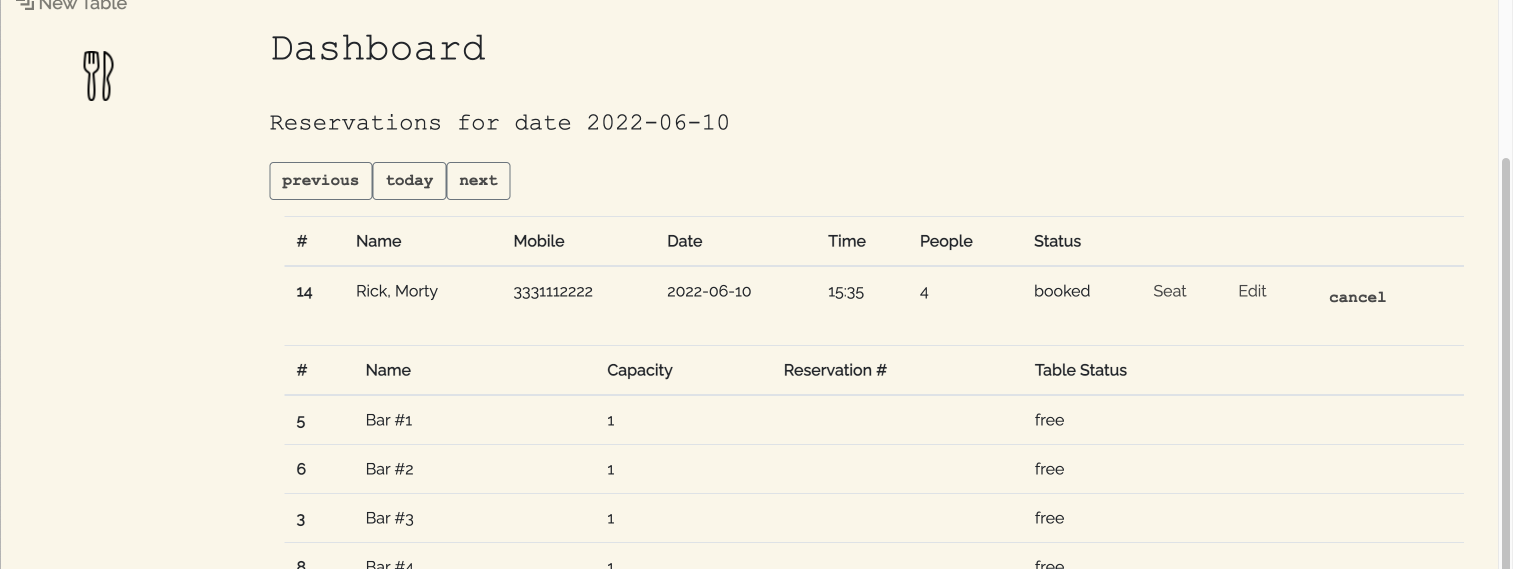 New Table
Dashboard
Reservations for date 2022-06-10
previous today next
# Name Mobile Date Time People Status
14 Rick, Morty 3331112222 2022-06-10 15:35 4 booked Seat Edit cancel
# Name Capacity Reservation # Table Status
5 Bar #1 1 free
6 Bar #2 1 free
3 Bar #3 1 free
8 Bar #4 1 free